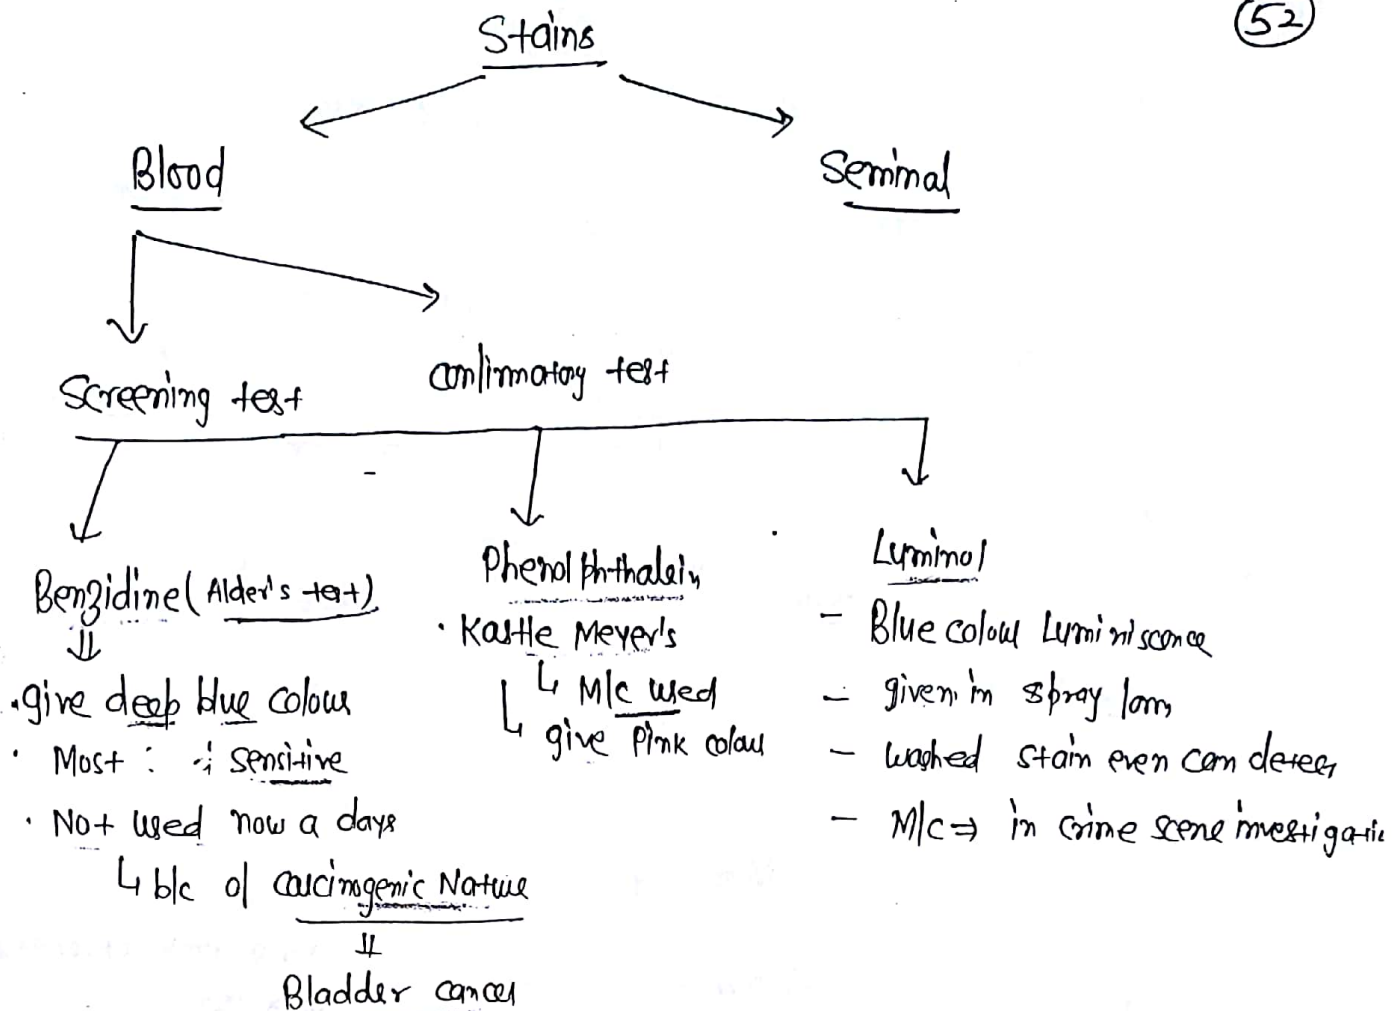 52
Stains
Blood
Seminal
Screening test
confirmatory test
Benzidine (Alder's test)
• give deep blue colour
• Most sensitive
• Not used now a days
b/c of carcinogenic Nature
Bladder cancer
Phenolphthalein
• Kastle Meyer's
M/c used
give Pink colour
Luminol
- Blue colour Luminiscence
- given in spray form
- washed stain even can detect
- M/c ⇒ in crime scene investigatio